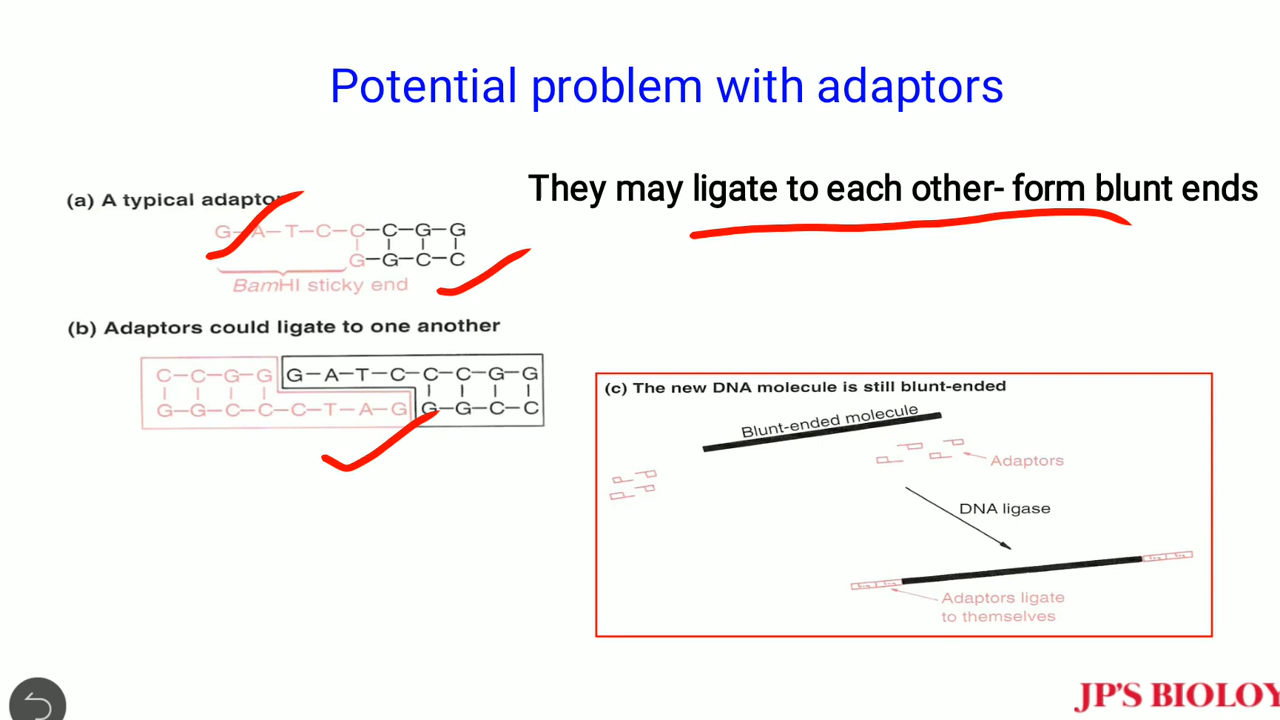 Potential problem with adaptors
They may ligate to each other- form blunt ends
(a) A typical adaptor
G-A-T-C-C-C-G-G
G-G-C-C
BamHI sticky end
(b) Adaptors could ligate to one another
C-C-G-G G-A-T-C-C-C-G-G
G-G-C-C-C-T-A-G G-G-C-C
(c) The new DNA molecule is still blunt-ended
Blunt-ended molecule
Adaptors
DNA ligase
Adaptors ligate
to themselves
JP'S BIOLOY